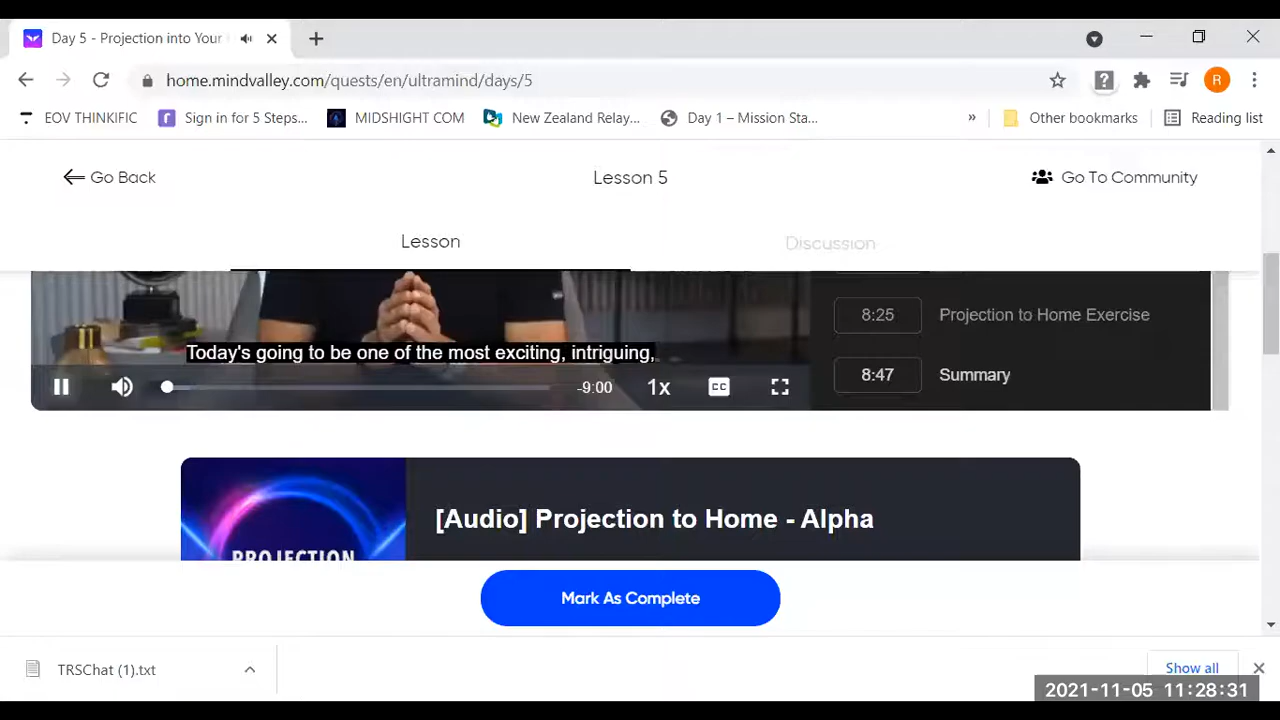 Day 5 - Projection into Your
home.mindvalley.com/quests/en/ultramind/days/5
R
EOV THINKIFIC
Sign in for 5 Steps...
MIDSHIGHT COM
New Zealand Relay...
Day 1 – Mission Sta...
»
Other bookmarks
Reading list
Go Back
Lesson 5
Go To Community
Lesson
Discussion
8:25 Projection to Home Exercise
Today's going to be one of the most exciting, intriguing,
8:47 Summary
-9:00
1x
CC
[Audio] Projection to Home - Alpha
PROJECTION
Mark As Complete
TRSChat (1).txt
Show all
2021-11-05 11:28:31